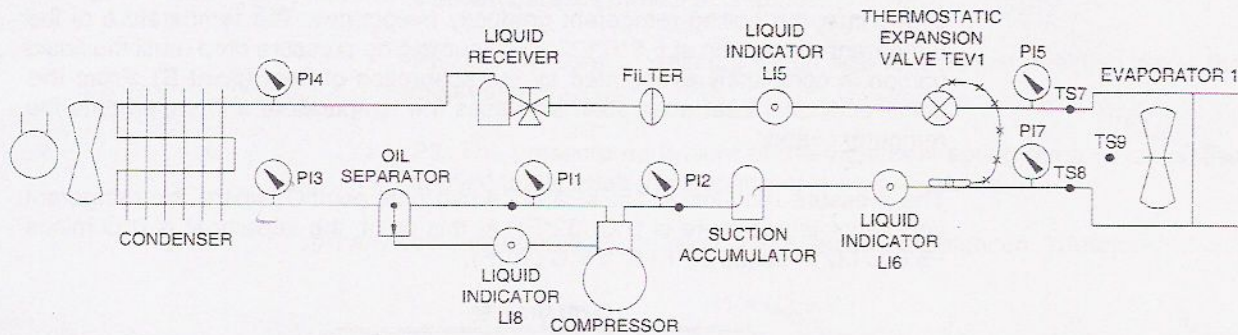 LIQUID
RECEIVER
PI4
FILTER
LIQUID
INDICATOR
LI5
THERMOSTATIC
EXPANSION
VALVE TEV1
PI5
EVAPORATOR 1
TS7
PI7
TS9
TS8
OIL
SEPARATOR
PI3
PI1
PI2
CONDENSER
LIQUID
INDICATOR
LI8
COMPRESSOR
SUCTION
ACCUMULATOR
LIQUID
INDICATOR
LI6